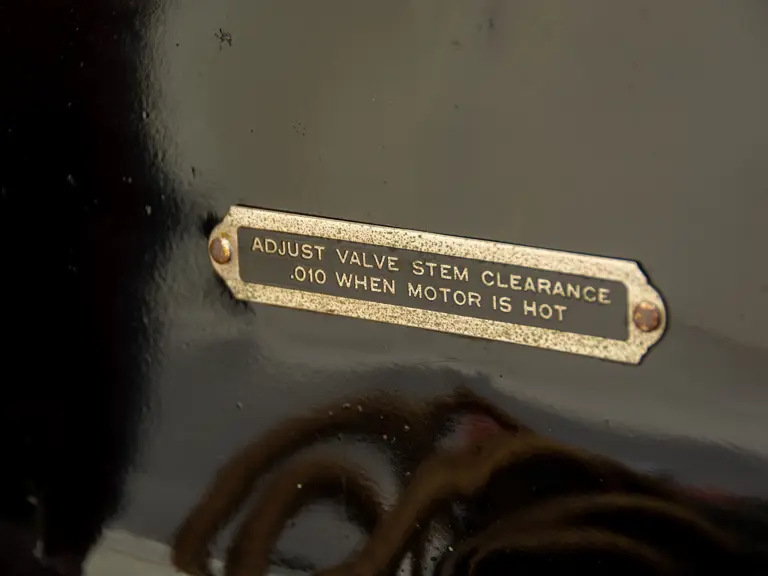 ADJUST VALVE STEM CLEARANCE
.010 WHEN MOTOR IS HOT